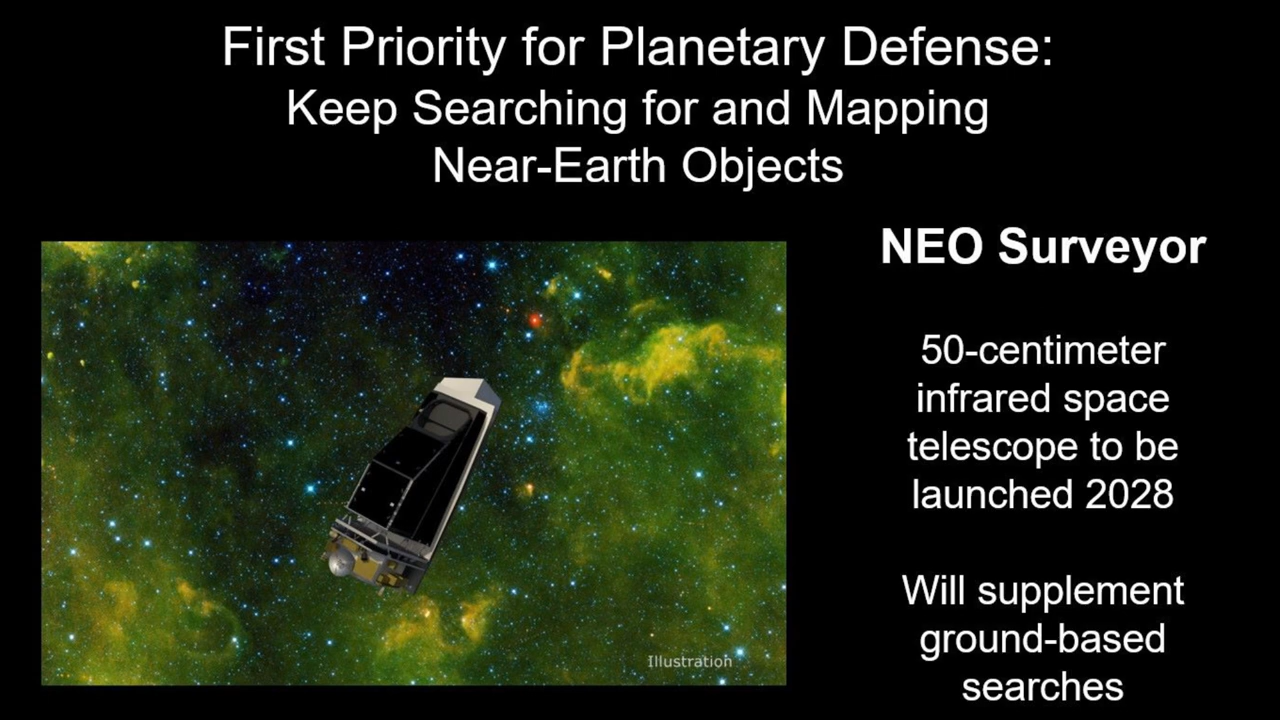 First Priority for Planetary Defense:
Keep Searching for and Mapping
Near-Earth Objects
NEO Surveyor
50-centimeter
infrared space
telescope to be
launched 2028
Will supplement
ground-based
searches
Illustration